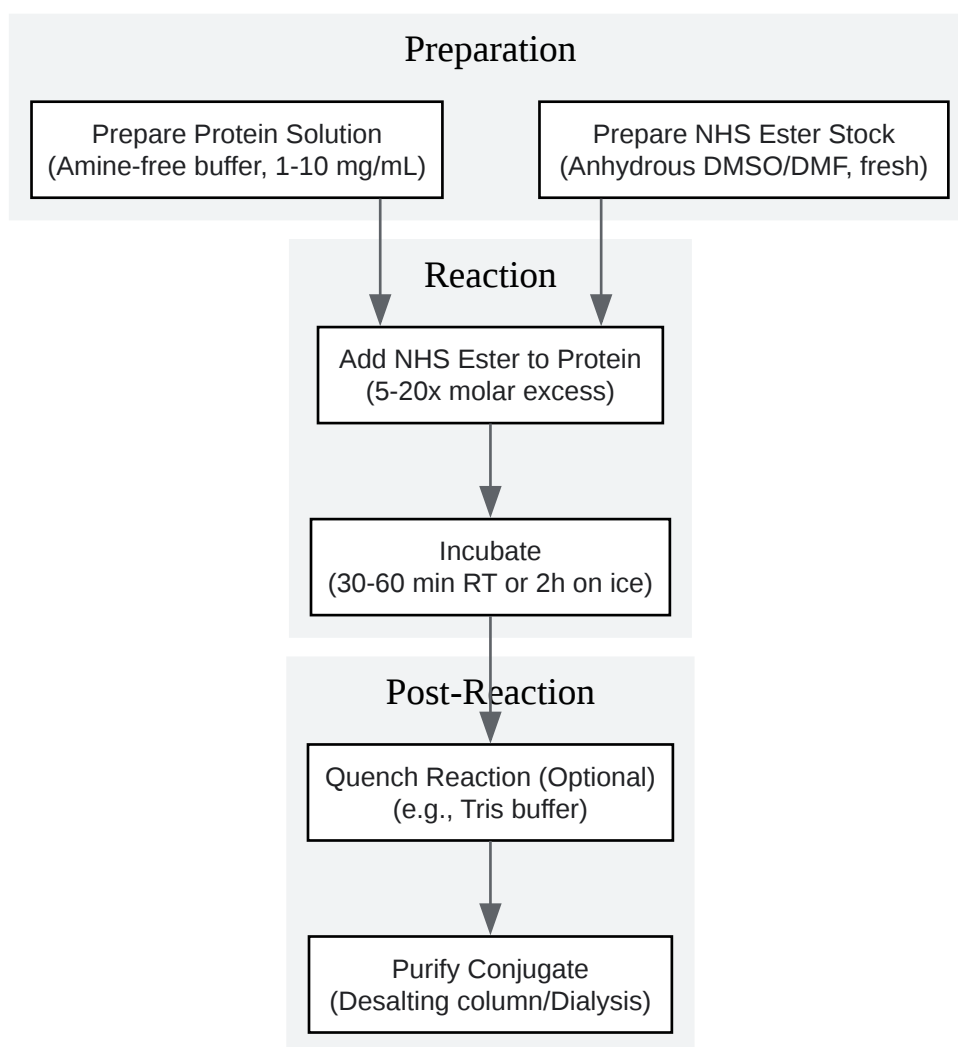 Preparation
Prepare Protein Solution
(Amine-free buffer, 1-10 mg/mL)
Prepare NHS Ester Stock
(Anhydrous DMSO/DMF, fresh)
Reaction
Add NHS Ester to Protein
(5-20x molar excess)
Incubate
(30-60 min RT or 2h on ice)
Post-Reaction
Quench Reaction (Optional)
(e.g., Tris buffer)
Purify Conjugate
(Desalting column/Dialysis)